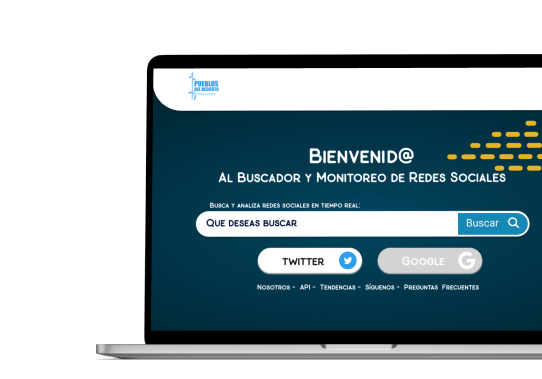 PUEBLOS
DEL DESIERTO
BIENVENID@
AL BUSCADOR Y MONITOREO DE REDES SOCIALES
BUSCA Y ANALIZA REDES SOCIALES EN TIEMPO REAL:
QUE DESEAS BUSCAR
Buscar
TWITTER
GOOGLE
NOSOTROS - API - TENDENCIAS - SÍGUENOS - PREGUNTAS FRECUENTES